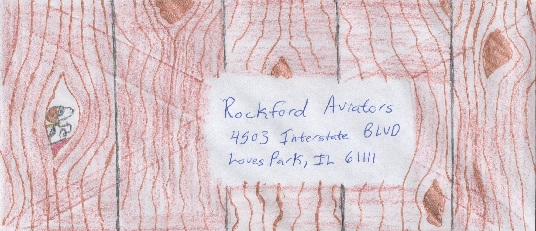 Rockford Aviators
4503 Interstate BLVD
Loves Park, IL 61111